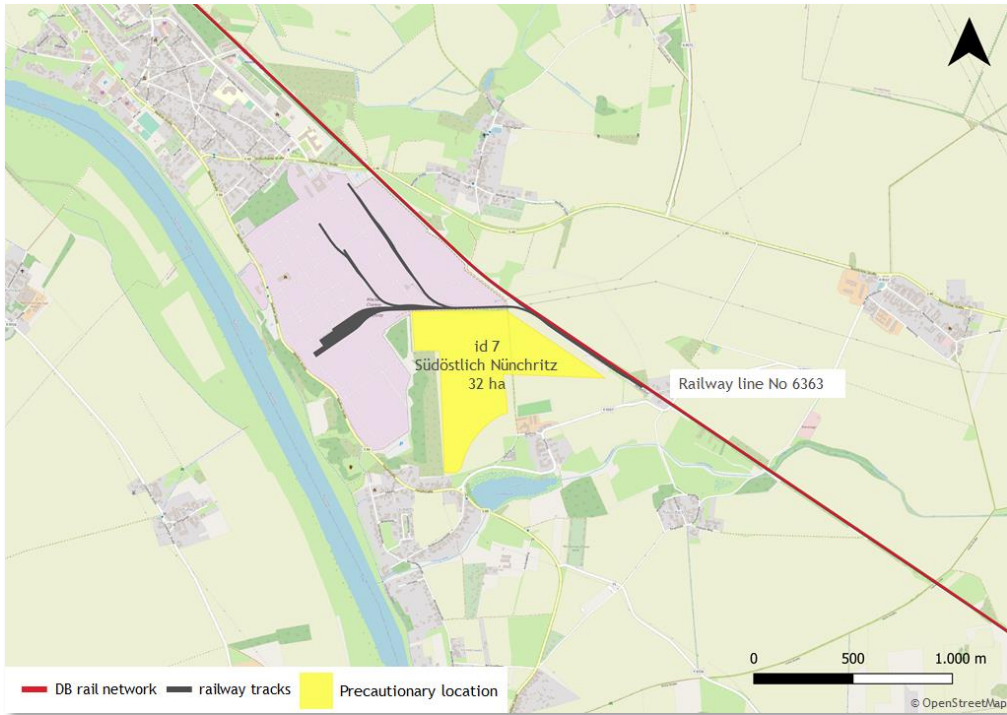 id 7
Südöstlich Nünchritz
32 ha
Railway line No 6363
0 500 1.000 m
DB rail network
railway tracks
Precautionary location
© OpenStreetMap